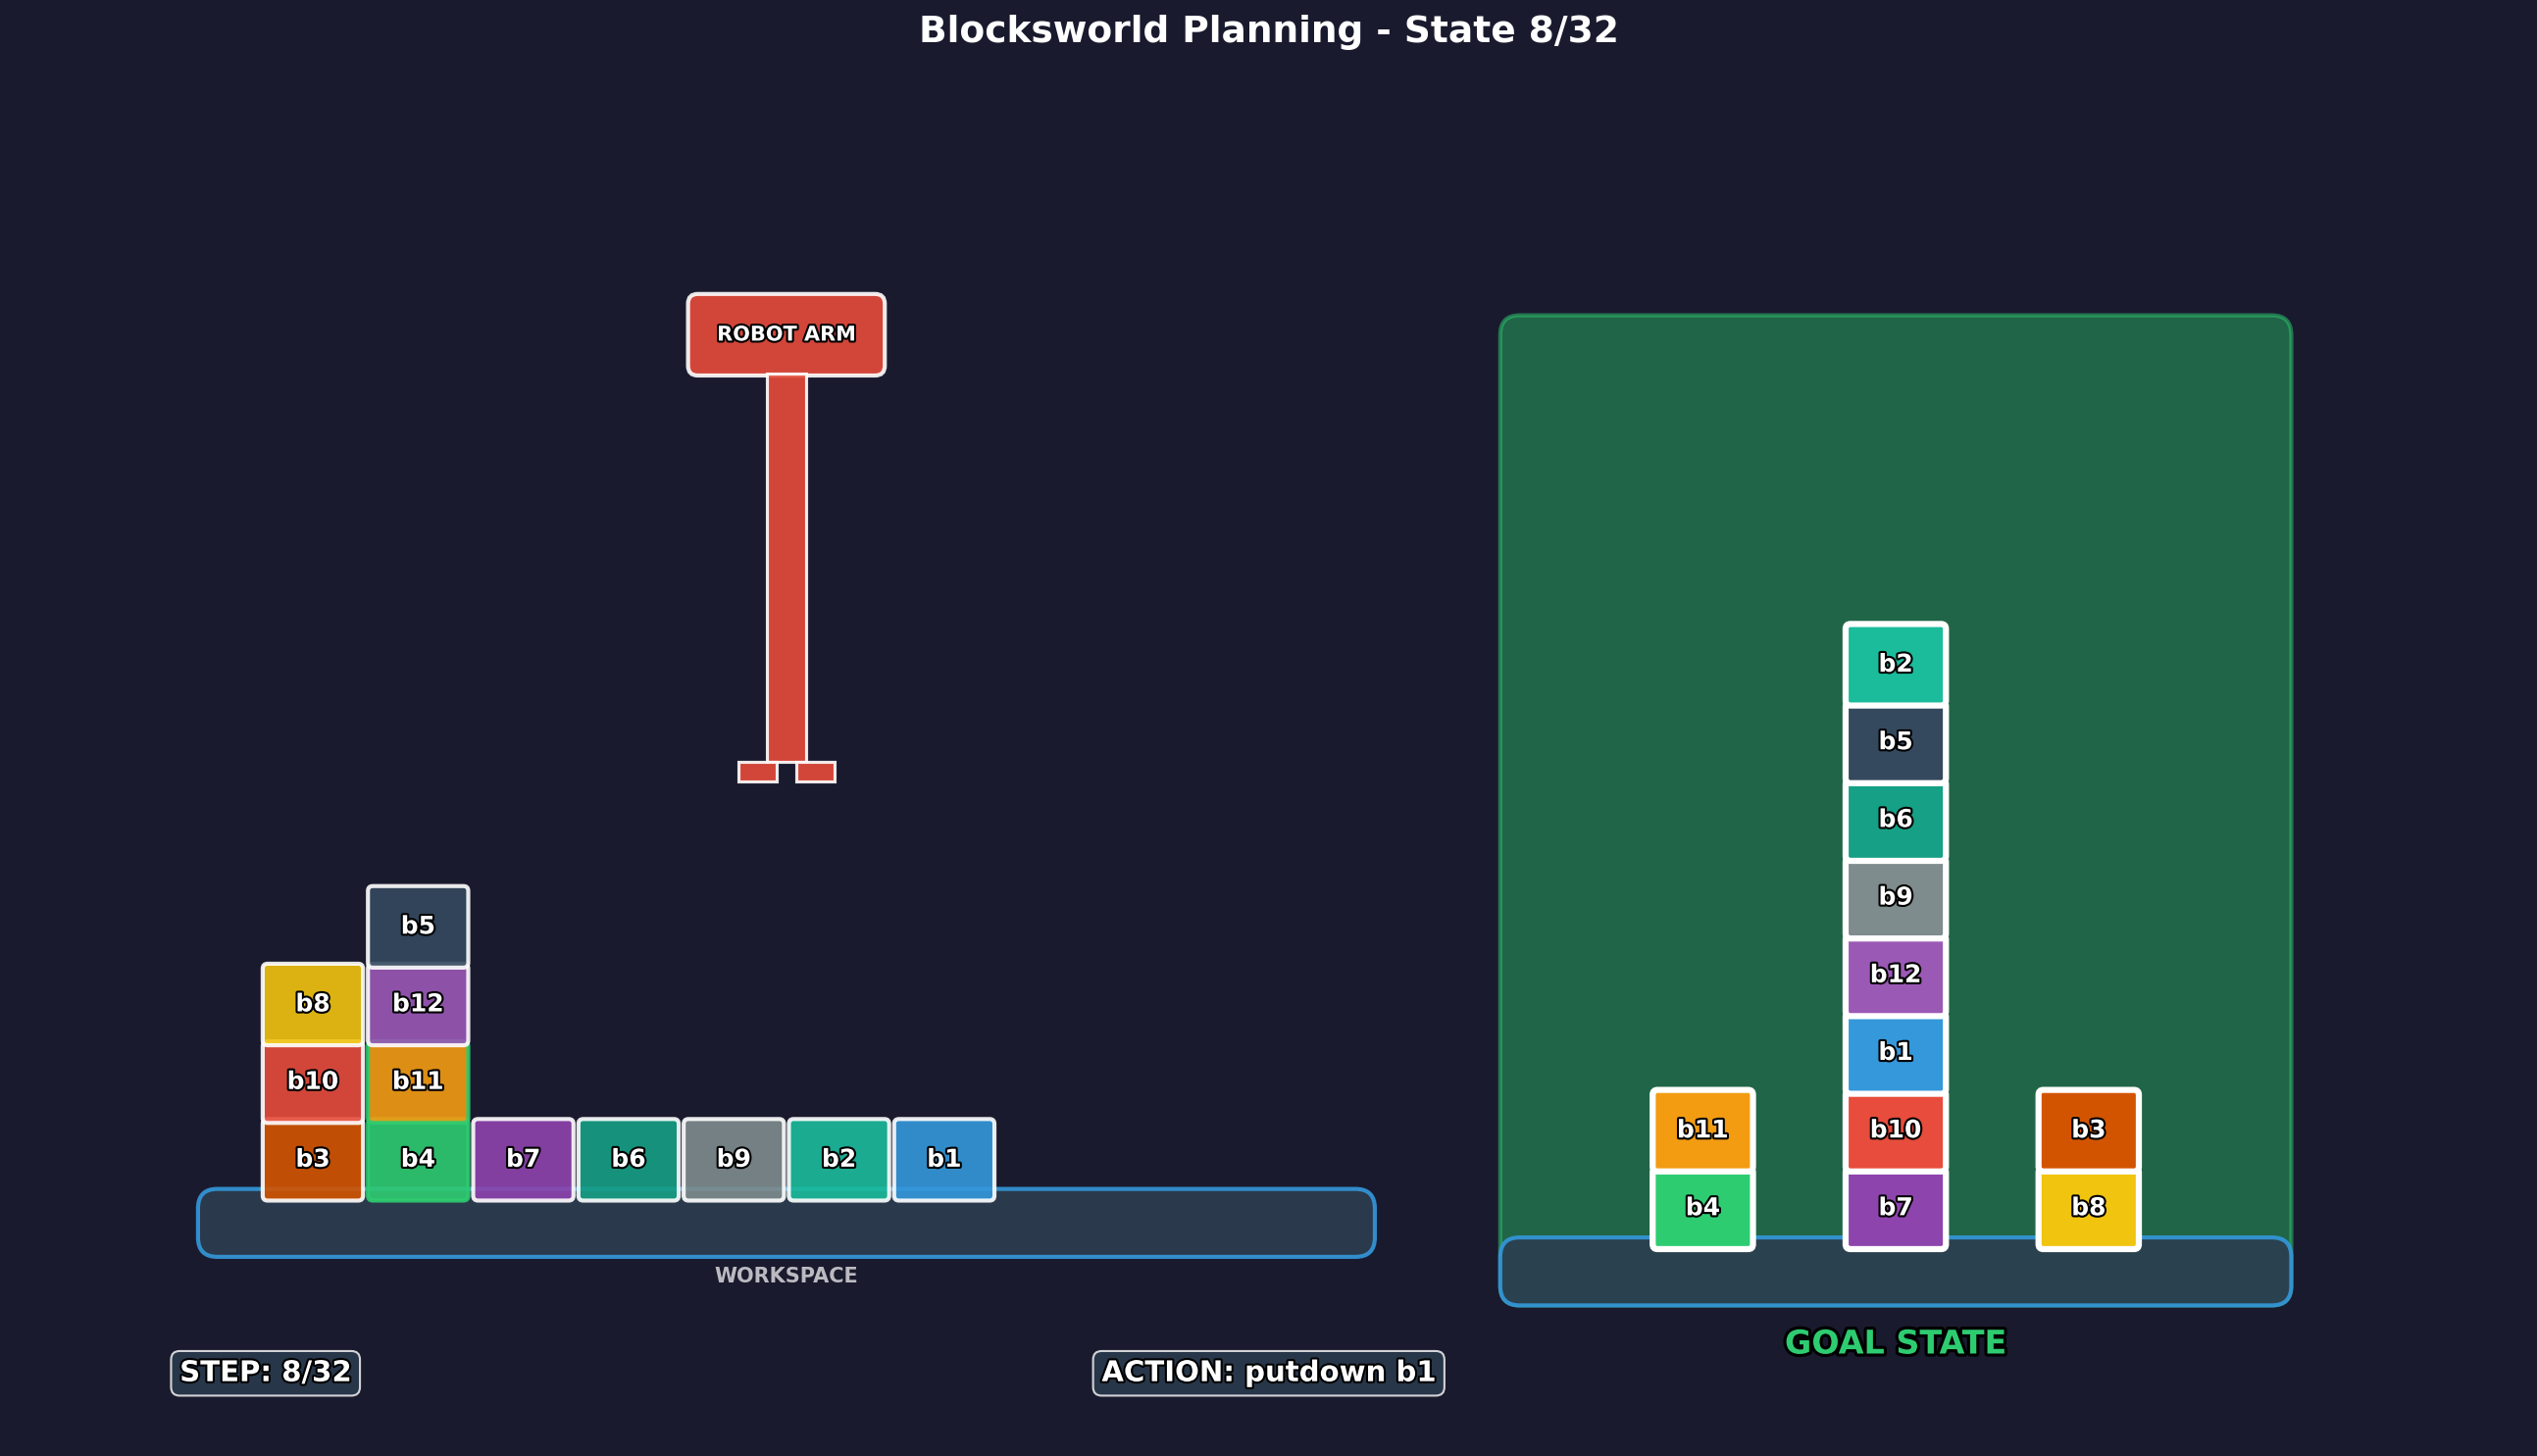 Blocksworld Planning - State 8/32
ROBOT ARM
b5
b8 b12
b10 b11
b3 b4 b7 b6 b9 b2 b1
WORKSPACE
b2
b5
b6
b9
b12
b1
b11 b10 b3
b4 b7 b8
GOAL STATE
STEP: 8/32
ACTION: putdown b1